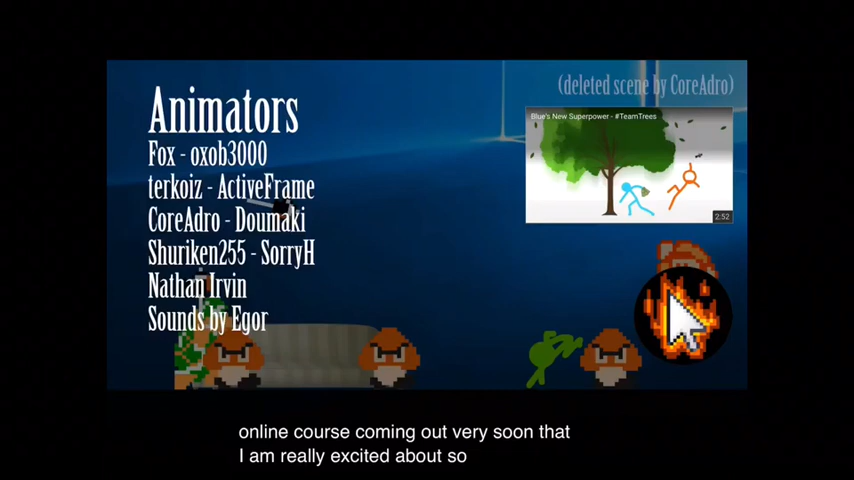 Animators
Fox - oxob3000
terkoiz - ActiveFrame
CoreAdro - Doumaki
Shuriken255 - SorryH
Nathan Irvin
Sounds by Egor
(deleted scene by CoreAdro)
Blue's New Superpower - #TeamTrees
2:52
online course coming out very soon that
I am really excited about so